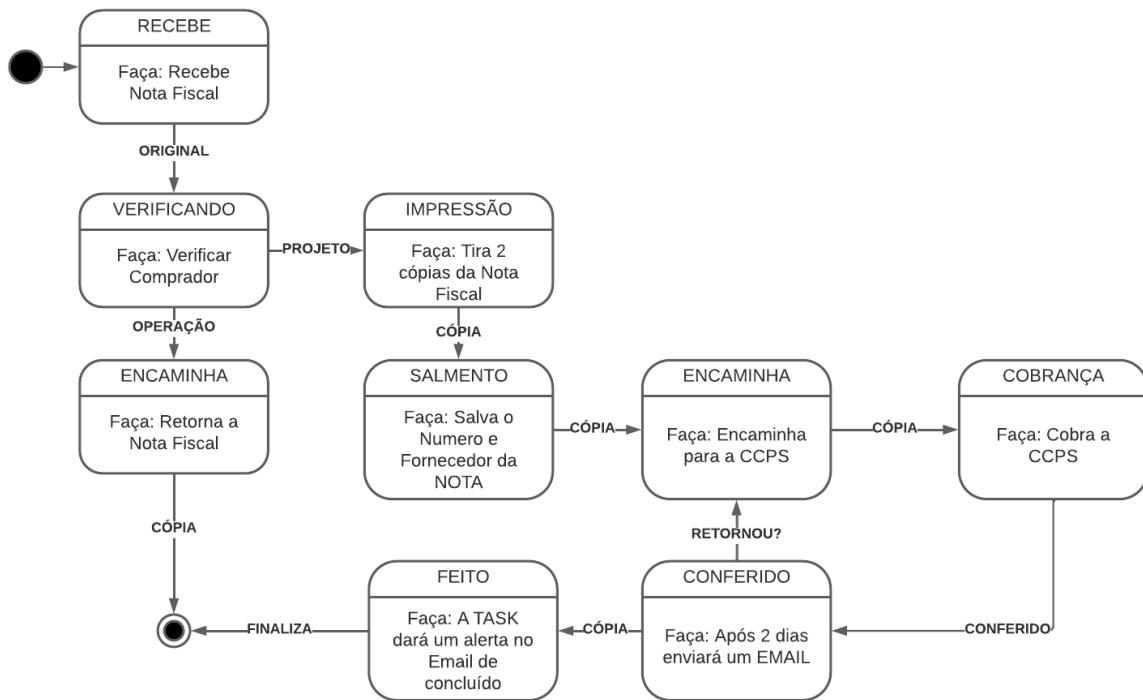 RECEBE
Faça: Recebe
Nota Fiscal
ORIGINAL
VERIFICANDO
Faça: Verificar
Comprador
PROJETO
IMPRESSÃO
Faça: Tira 2
cópias da Nota
Fiscal
OPERAÇÃO
CÓPIA
ENCAMINHA
Faça: Retorna a
Nota Fiscal
SALMENTO
Faça: Salva o
Numero e
Fornecedor da
NOTA
CÓPIA
ENCAMINHA
Faça: Encaminha
para a CCPS
CÓPIA
COBRANÇA
Faça: Cobra a
CCPS
CÓPIA
RETORNOU?
FEITO
Faça: A TASK
dará um alerta no
Email de
concluído
CONFERIDO
Faça: Após 2 dias
enviará um EMAIL
FINALIZA
CÓPIA
CONFERIDO